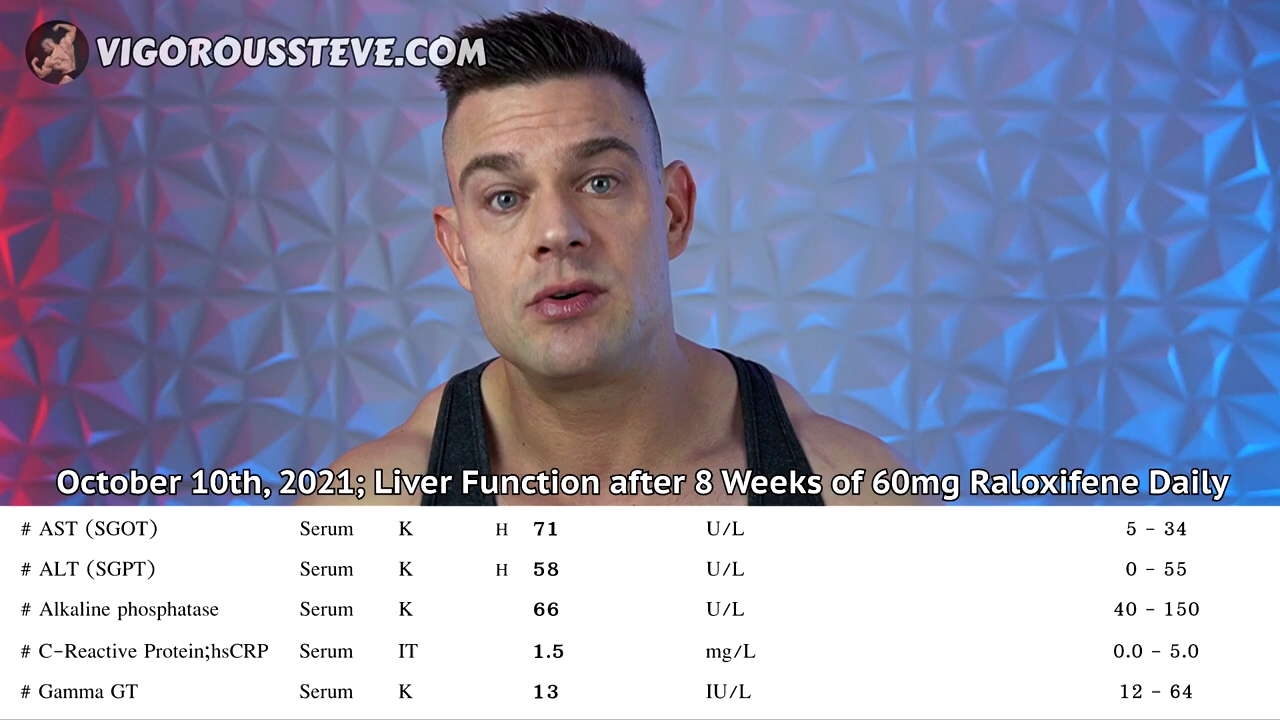 VIGOROUSSTEVE.COM
October 10th, 2021; Liver Function after 8 Weeks of 60mg Raloxifene Daily
# AST (SGOT) Serum K H 71 U/L 5 - 34
# ALT (SGPT) Serum K H 58 U/L 0 - 55
# Alkaline phosphatase Serum K 66 U/L 40 - 150
# C-Reactive Protein;hsCRP Serum IT 1.5 mg/L 0.0 - 5.0
# Gamma GT Serum K 13 IU/L 12 - 64